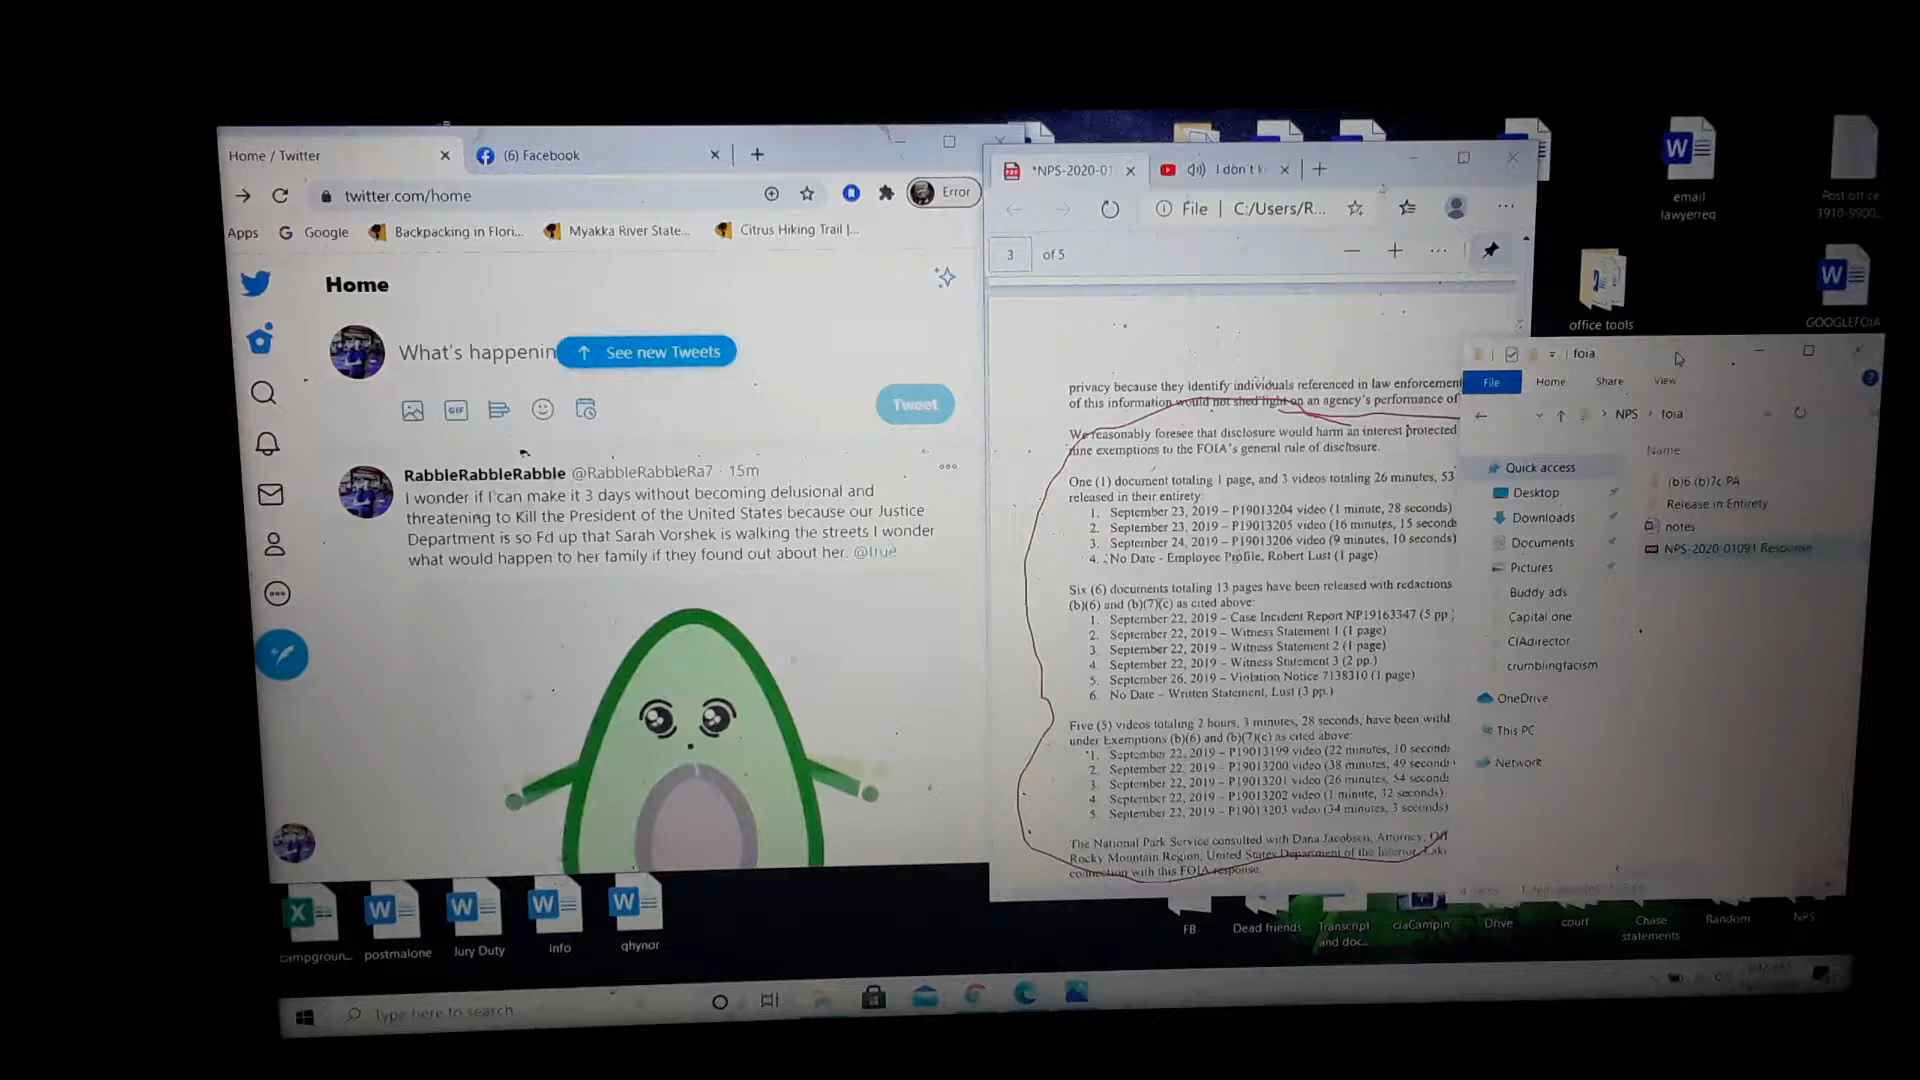 Home / Twitter
(6) Facebook
twitter.com/home
Error
Apps
Google
Backpacking in Flori...
Myakka River State...
Citrus Hiking Trail |...
Home
What's happenin
See new Tweets
GIF
Tweet
RabbleRabbleRabble @RabbleRabbleRa7 · 15m
I wonder if I can make it 3 days without becoming delusional and
threatening to Kill the President of the United States because our Justice
Department is so Fd up that Sarah Vorshek is walking the streets I wonder
what would happen to her family if they found out about her. @true
*NPS-2020-01
I don't k
File | C:/Users/R...
3 of 5
privacy because they identify individuals referenced in law enforcement
of this information would not shed light on an agency's performance of
We reasonably foresee that disclosure would harm an interest protected
nine exemptions to the FOIA's general rule of disclosure.
One (1) document totaling 1 page, and 3 videos totaling 26 minutes, 53
released in their entirety:
1. September 23, 2019 – P19013204 video (1 minute, 28 seconds)
2. September 23, 2019 – P19013205 video (16 minutes, 15 second
3. September 24, 2019 – P19013206 video (9 minutes, 10 seconds)
4. No Date - Employee Profile, Robert Lust (1 page)
Six (6) documents totaling 13 pages have been released with redactions
(b)(6) and (b)(7)(c) as cited above:
1. September 22, 2019 – Case Incident Report NP19163347 (5 pp
2. September 22, 2019 – Witness Statement 1 (1 page)
3. September 22, 2019 – Witness Statement 2 (1 page)
4. September 22, 2019 – Witness Statement 3 (2 pp.)
5. September 26, 2019 – Violation Notice 7138310 (1 page)
6. No Date – Written Statement, Lust (3 pp.)
Five (5) videos totaling 2 hours, 3 minutes, 28 seconds, have been withh
under Exemptions (b)(6) and (b)(7)(c) as cited above:
1. September 22, 2019 – P19013199 video (22 minutes, 10 seconds
2. September 22, 2019 – P19013200 video (38 minutes, 49 seconds
3. September 22, 2019 – P19013201 video (26 minutes, 54 seconds
4. September 22, 2019 – P19013202 video (1 minute, 32 seconds)
5. September 22, 2019 – P19013203 video (34 minutes, 3 seconds)
The National Park Service consulted with Dana Jacobsen, Attorney, Off
Rocky Mountain Region, United States Department of the Interior, Lak
connection with this FOIA response.
email
lawyerreq
Post office
1910-9900...
office tools
GOOGLEFOIA
foia
File
Home
Share
View
NPS
foia
Quick access
Desktop
Downloads
Documents
Pictures
Buddy ads
Capital one
CIAdirector
crumblingfacism
OneDrive
This PC
Network
Name
(b)6 (b)7c PA
Release in Entirety
notes
NPS-2020-01091 Response
campgroun...
postmalone
Jury Duty
info
qhynor
FB
Dead friends
Transcript
and doc...
ciaCampin
Drive
court
Chase
statements
Random
NPS
Type here to search